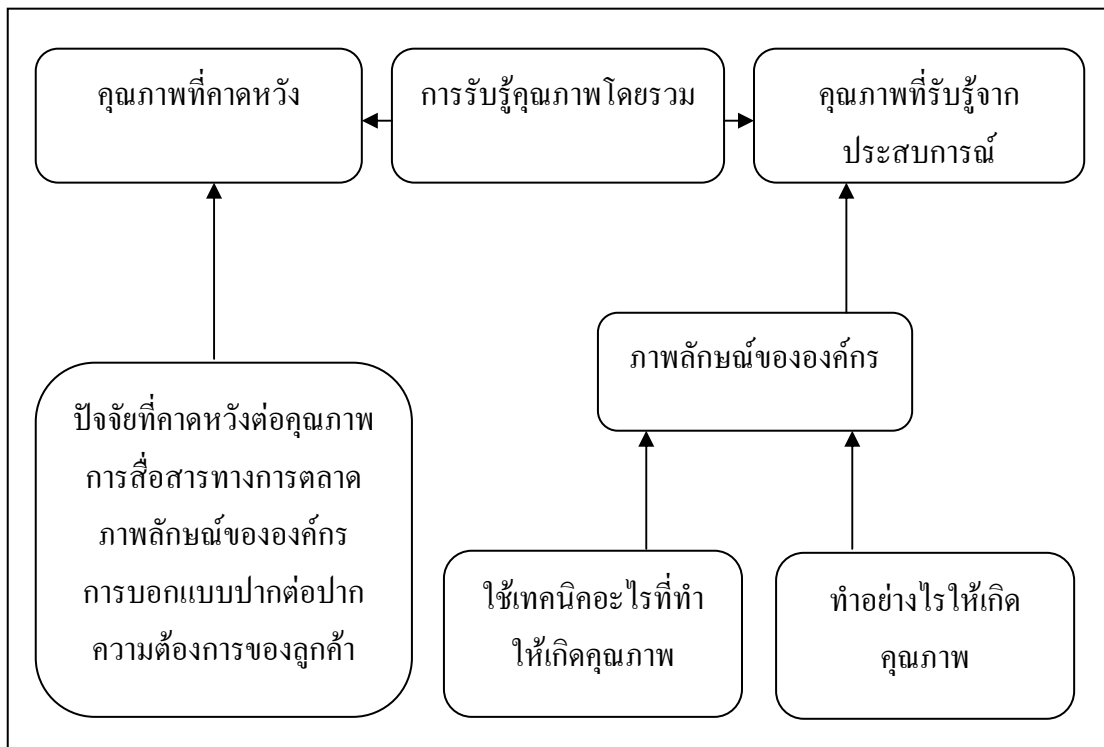 คุณภาพที่คาดหวัง
การรับรู้คุณภาพโดยรวม
คุณภาพที่รับรู้จาก
ประสบการณ์
ภาพลักษณ์ขององค์กร
ปัจจัยที่คาดหวังต่อคุณภาพ
การสื่อสารทางการตลาด
ภาพลักษณ์ขององค์กร
การบอกแบบปากต่อปาก
ความต้องการของลูกค้า
ใช้เทคนิคอะไรที่ทำ
ให้เกิดคุณภาพ
ทำอย่างไรให้เกิด
คุณภาพ